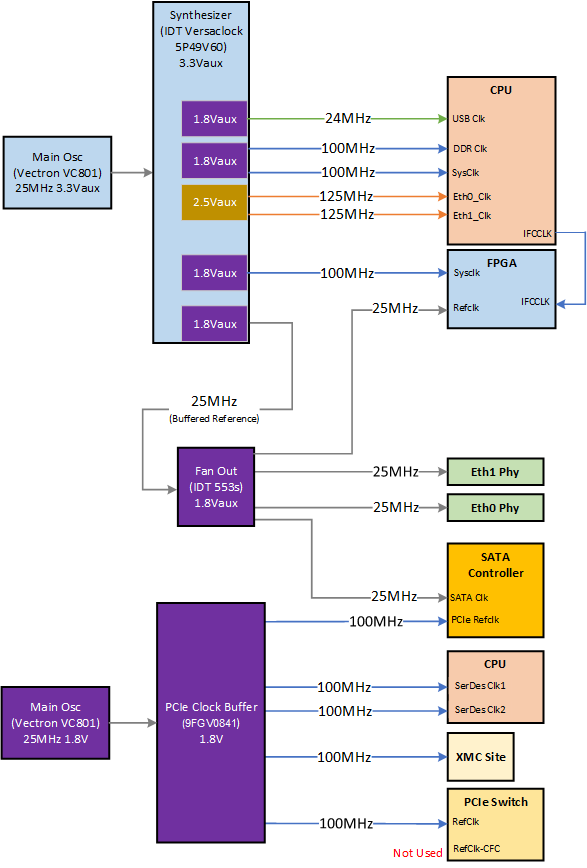 Synthesizer
(IDT Versaclock
5P49V60)
3.3Vaux
1.8Vaux
24MHz
CPU
USB Clk
1.8Vaux
100MHz
DDR Clk
100MHz
SysClk
Main Osc
(Vectron VC801)
25MHz 3.3Vaux
2.5Vaux
125MHz
Eth0_Clk
125MHz
Eth1_Clk
IFCCLK
FPGA
1.8Vaux
100MHz
Sysclk
IFCCLK
25MHz
Refclk
1.8Vaux
25MHz
(Buffered Reference)
Fan Out
(IDT 553s)
1.8Vaux
25MHz
Eth1 Phy
25MHz
Eth0 Phy
SATA
Controller
25MHz
SATA Clk
100MHz
PCIe Refclk
Main Osc
(Vectron VC801)
25MHz 1.8V
PCIe Clock Buffer
(9FGV0841)
1.8V
CPU
100MHz
SerDes Clk1
100MHz
SerDes Clk2
100MHz
XMC Site
PCIe Switch
100MHz
RefClk
Not Used
RefClk-CFC